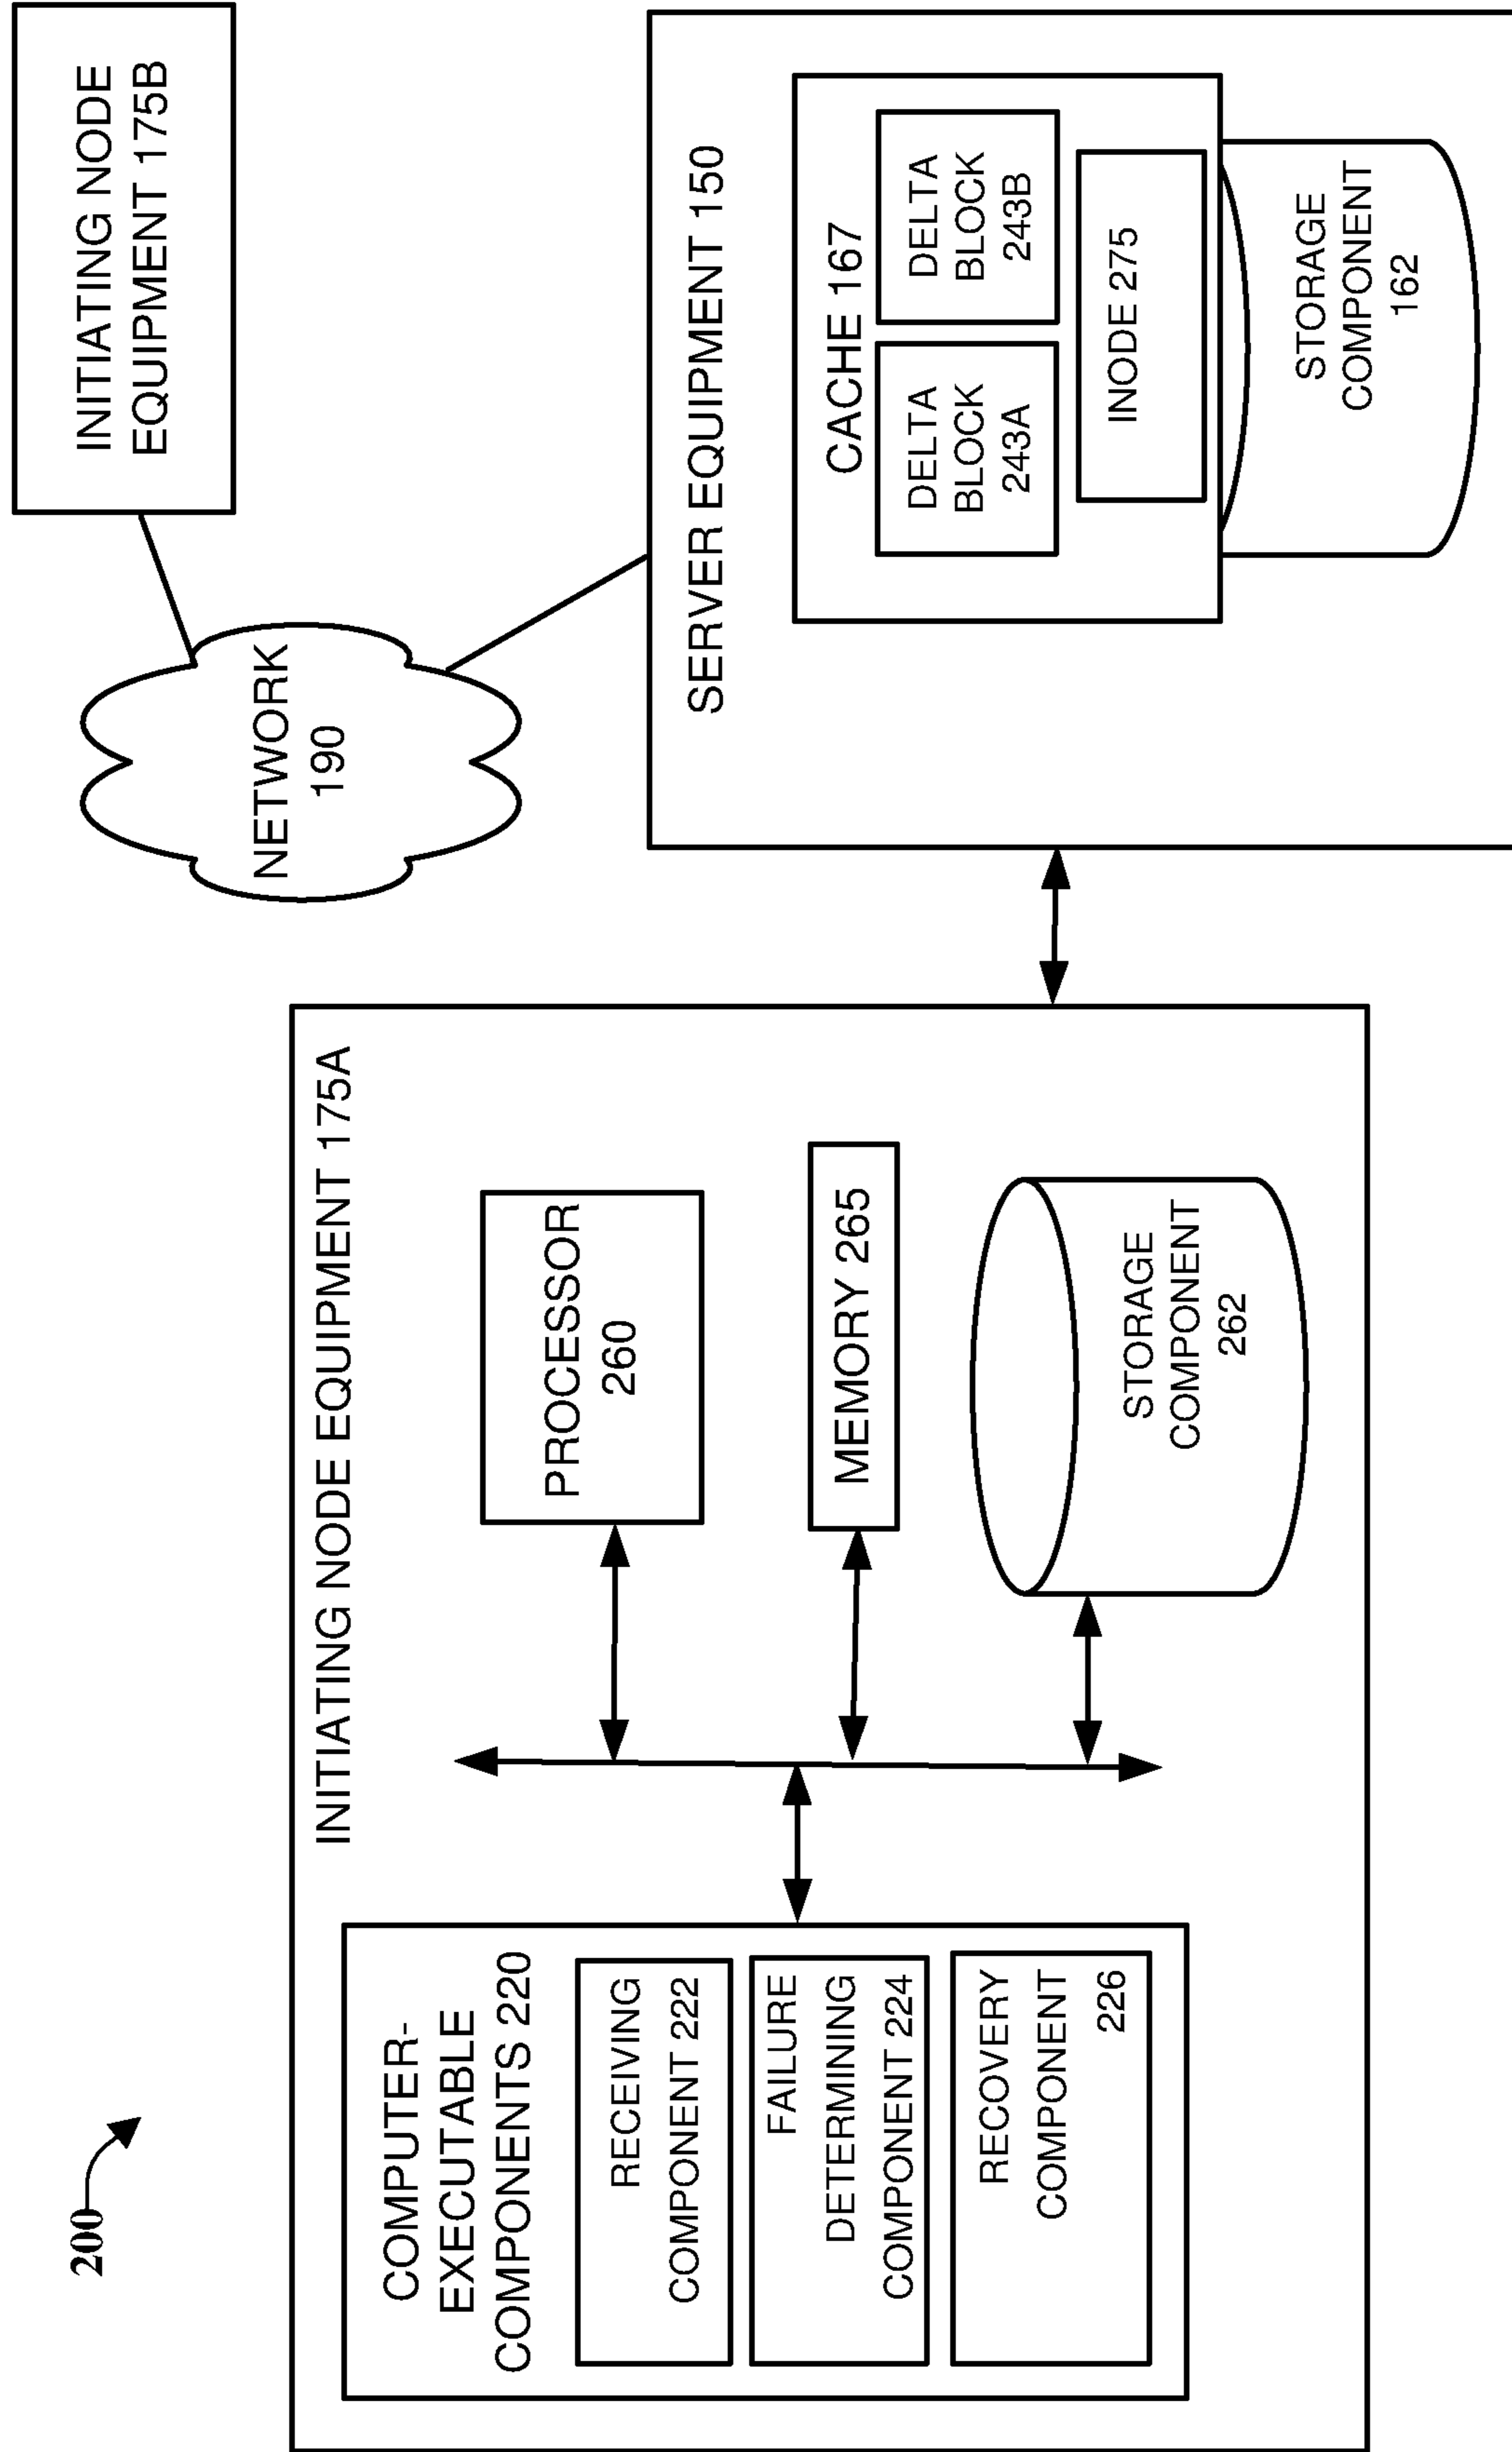 200
INITIATING NODE EQUIPMENT 175A
COMPUTER-
EXECUTABLE
COMPONENTS 220
RECEIVING
COMPONENT 222
FAILURE
DETERMINING
COMPONENT 224
RECOVERY
COMPONENT
226
PROCESSOR
260
MEMORY 265
STORAGE
COMPONENT
262
NETWORK
190
INITIATING NODE
EQUIPMENT 175B
SERVER EQUIPMENT 150
CACHE 167
DELTA
BLOCK
243A
DELTA
BLOCK
243B
INODE 275
STORAGE
COMPONENT
162